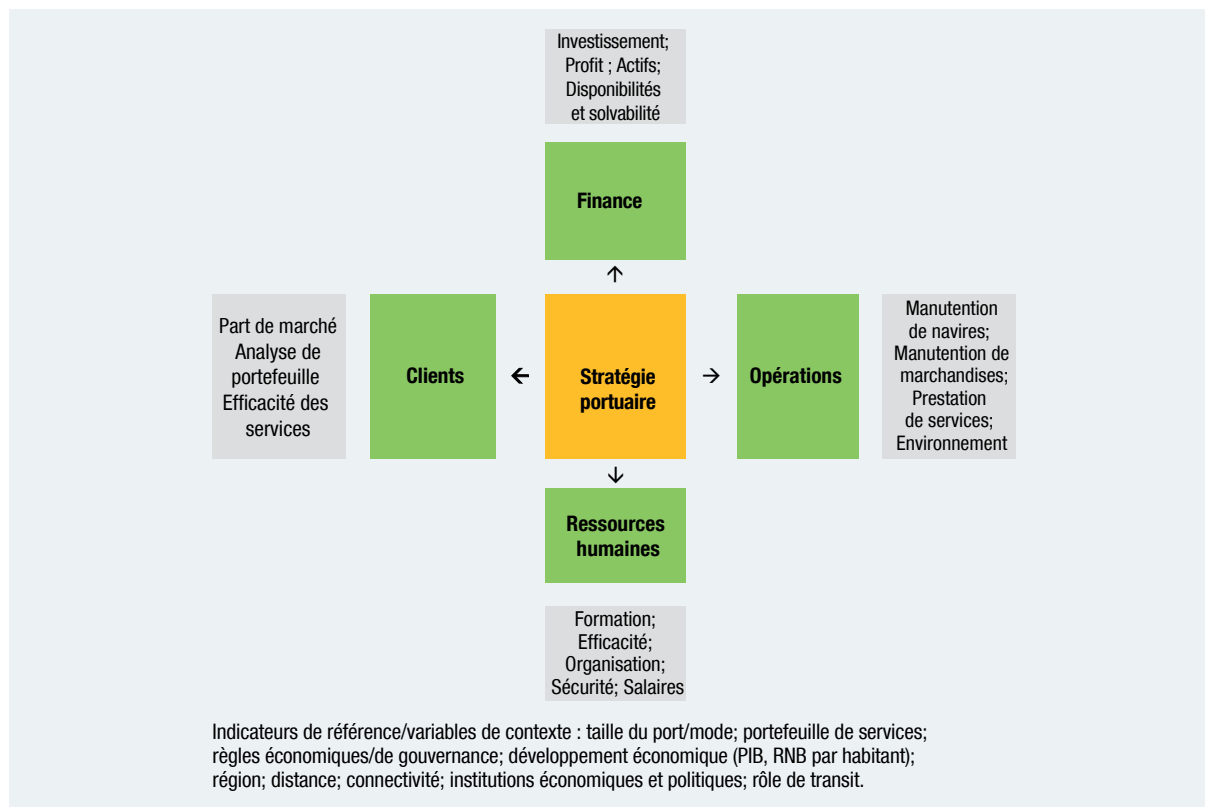 Investissement;
Profit ; Actifs;
Disponibilités
et solvabilité
Finance
Part de marché
Analyse de
portefeuille
Efficacité des
services
Clients
←
Stratégie
portuaire
→
Opérations
Manutention
de navires;
Manutention de
marchandises;
Prestation
de services;
Environnement
Ressources
humaines
Formation;
Efficacité;
Organisation;
Sécurité; Salaires
Indicateurs de référence/variables de contexte : taille du port/mode; portefeuille de services;
règles économiques/de gouvernance; développement économique (PIB, RNB par habitant);
région; distance; connectivité; institutions économiques et politiques; rôle de transit.